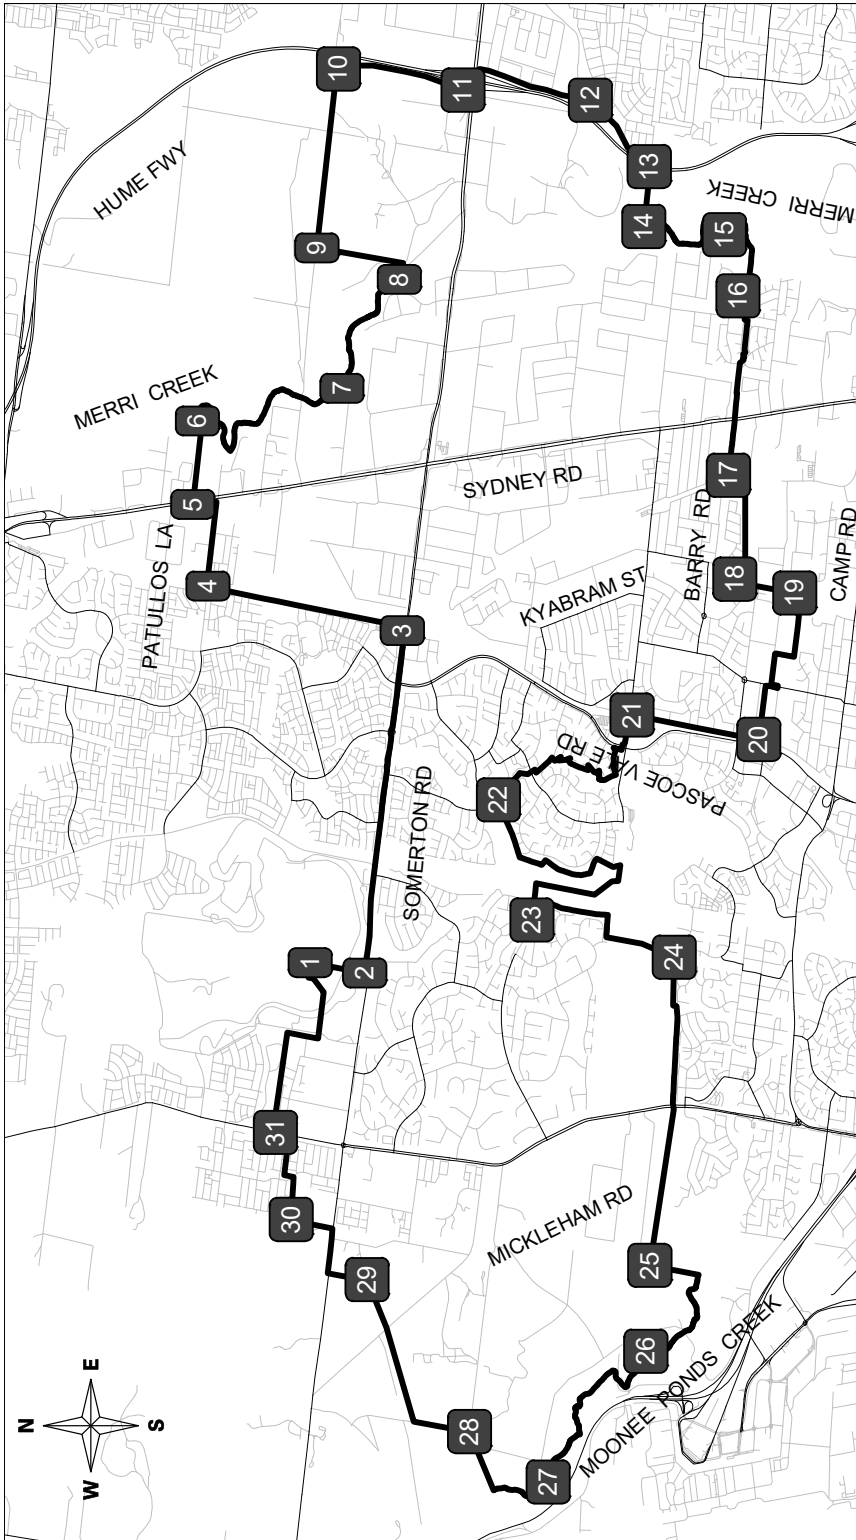 HUME FWY
MERRI CREEK
PATULLOS LA
SYDNEY RD
SOMERTON RD
KYABRAM ST
BARRY RD
CAMP RD
MERRI CREEK
PASCOE VALE RD
MICKLEHAM RD
MOONEE PONDS CREEK
N
E
S
W
1
2
3
4
5
6
7
8
9
10
11
12
13
14
15
16
17
18
19
20
21
22
23
24
25
26
27
28
29
30
31